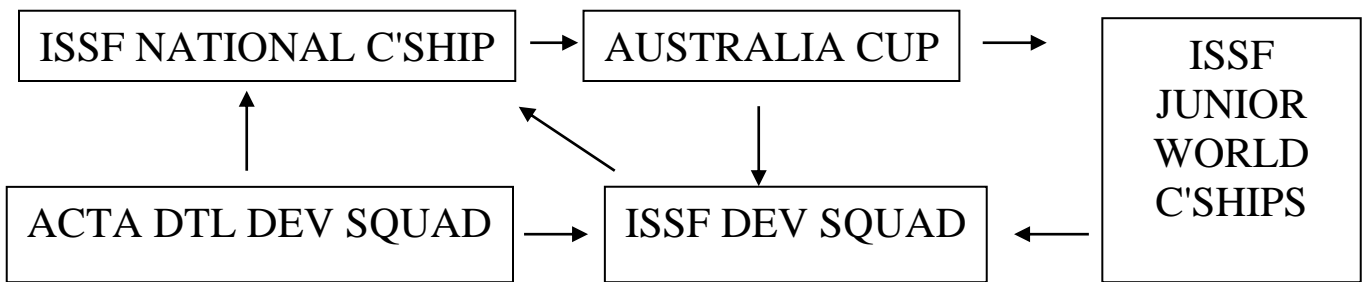 ISSF NATIONAL C'SHIP
AUSTRALIA CUP
ISSF
JUNIOR
WORLD
C'SHIPS
ACTA DTL DEV SQUAD
ISSF DEV SQUAD